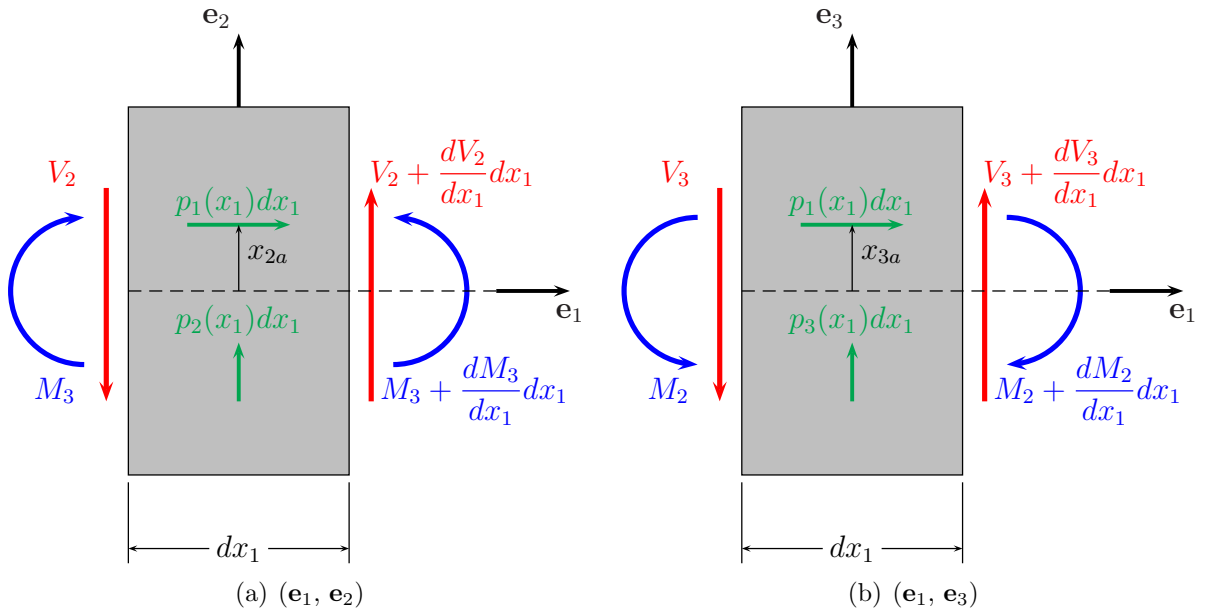 e₂
e₃
V₂
V₂ + dV₂/dx₁ dx₁
V₃
V₃ + dV₃/dx₁ dx₁
p₁(x₁)dx₁
p₁(x₁)dx₁
x₂ₐ
x₃ₐ
e₁
e₁
p₂(x₁)dx₁
p₃(x₁)dx₁
M₃
M₃ + dM₃/dx₁ dx₁
M₂
M₂ + dM₂/dx₁ dx₁
dx₁
dx₁
(a) (e₁, e₂)
(b) (e₁, e₃)